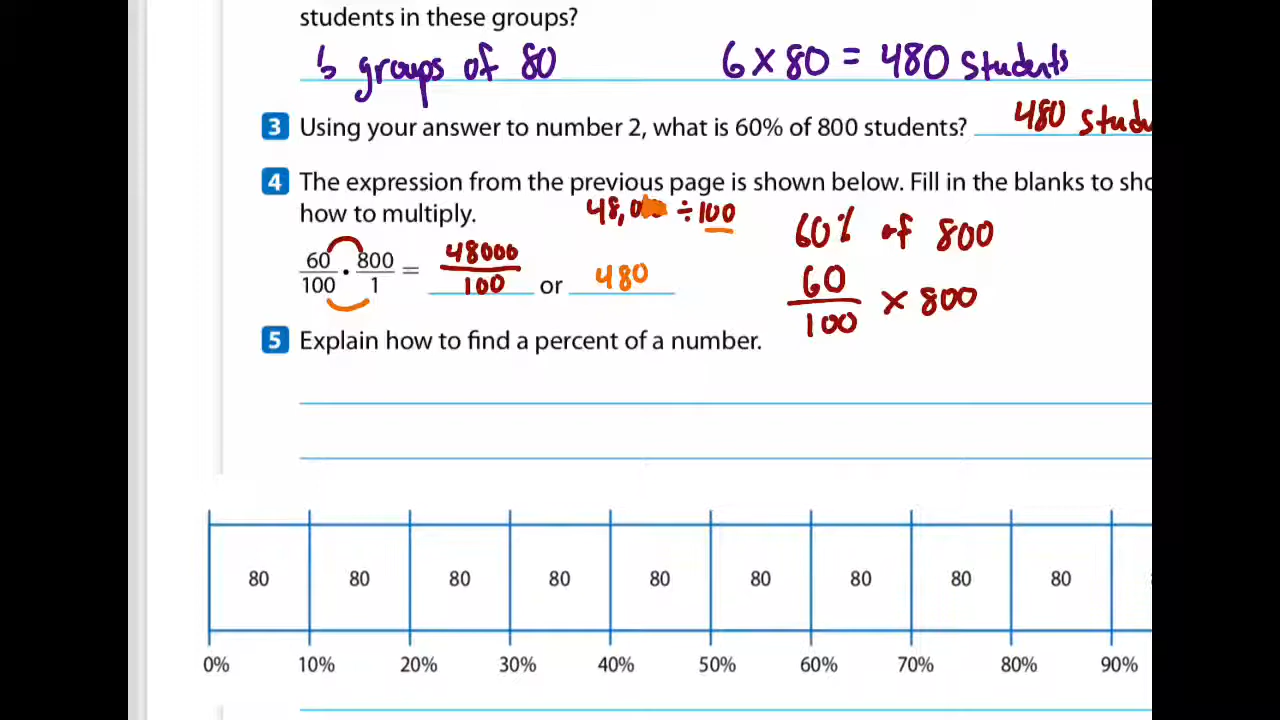 students in these groups?
6 groups of 80 6 x 80 = 480 students
3 Using your answer to number 2, what is 60% of 800 students? 480 stude
4 The expression from the previous page is shown below. Fill in the blanks to sho
how to multiply.
48,0 ÷ 100
60% of 800
60/100 · 800/1 = 48000/100 or 480
60/100 x 800
5 Explain how to find a percent of a number.
80 80 80 80 80 80 80 80 80
0% 10% 20% 30% 40% 50% 60% 70% 80% 90%